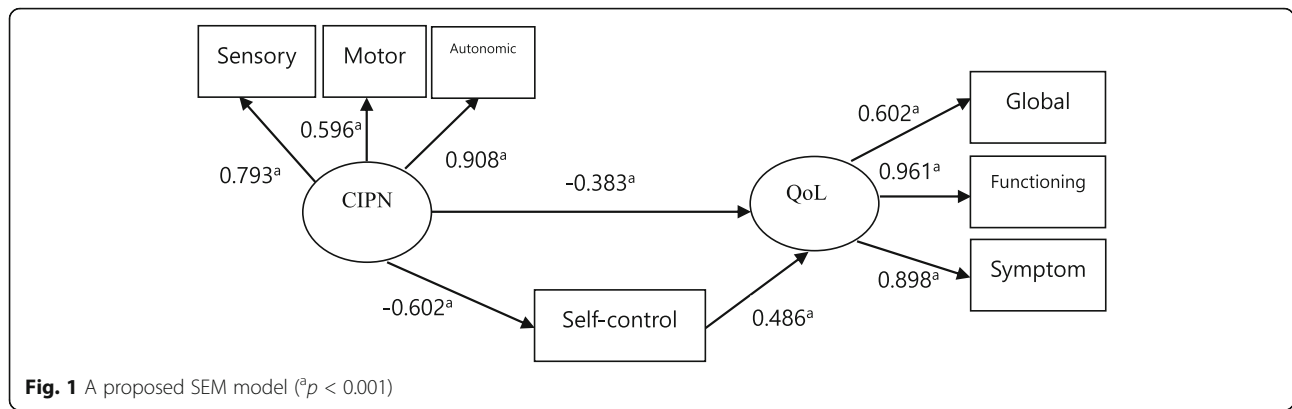 Sensory Motor Autonomic
Global
0.602ᵃ
0.596ᵃ
0.793ᵃ 0.908ᵃ
0.961ᵃ
-0.383ᵃ
Functioning
CIPN QoL
Symptom
0.898ᵃ
-0.602ᵃ
Self-control 0.486ᵃ
Fig. 1 A proposed SEM model (ᵃp < 0.001)